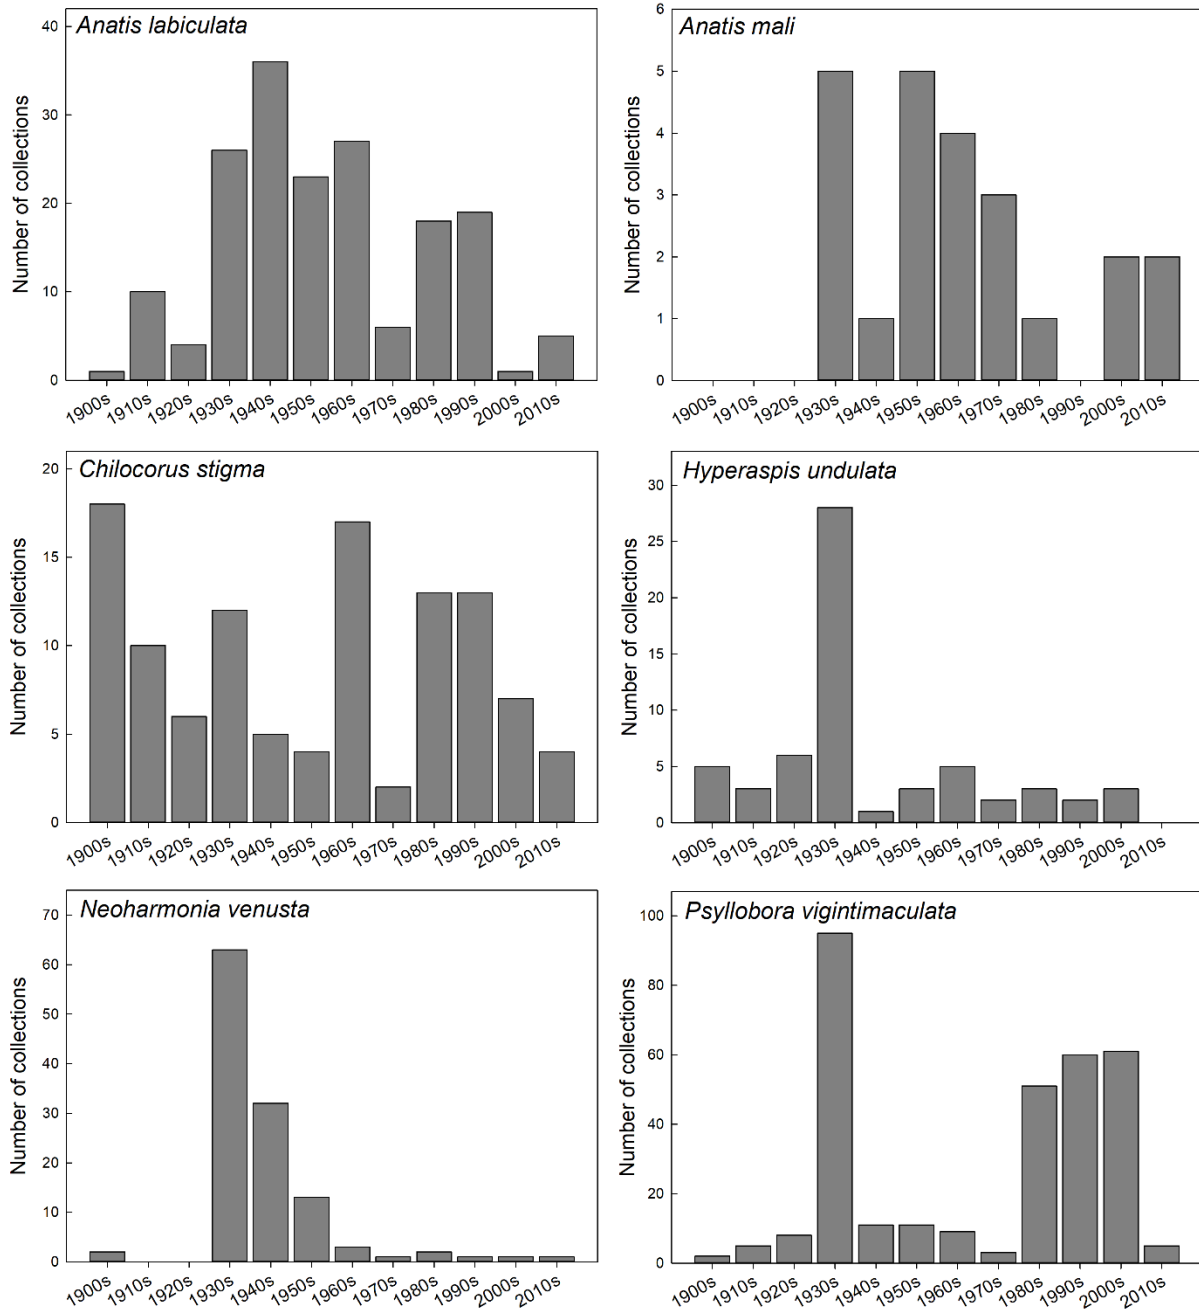 Anatis labiculata
Number of collections
40
30
20
10
0
1900s 1910s 1920s 1930s 1940s 1950s 1960s 1970s 1980s 1990s 2000s 2010s
Anatis mali
Number of collections
6
5
4
3
2
1
0
1900s 1910s 1920s 1930s 1940s 1950s 1960s 1970s 1980s 1990s 2000s 2010s
Chilocorus stigma
Number of collections
20
15
10
5
0
1900s 1910s 1920s 1930s 1940s 1950s 1960s 1970s 1980s 1990s 2000s 2010s
Hyperaspis undulata
Number of collections
30
25
20
15
10
5
0
1900s 1910s 1920s 1930s 1940s 1950s 1960s 1970s 1980s 1990s 2000s 2010s
Neoharmonia venusta
Number of collections
70
60
50
40
30
20
10
0
1900s 1910s 1920s 1930s 1940s 1950s 1960s 1970s 1980s 1990s 2000s 2010s
Psyllobora vigintimaculata
Number of collections
100
80
60
40
20
0
1900s 1910s 1920s 1930s 1940s 1950s 1960s 1970s 1980s 1990s 2000s 2010s